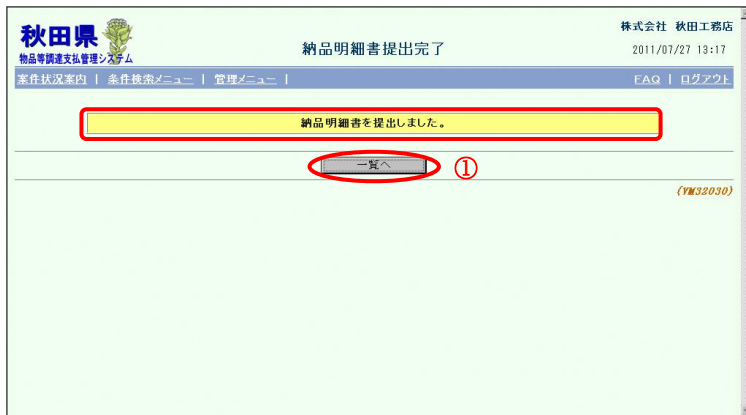 秋田県
物品等調達支払管理システム
納品明細書提出完了
株式会社 秋田工務店
2011/07/27 13:17
案件状況案内 | 条件検索メニュー | 管理メニュー |
FAQ | ログアウト
納品明細書を提出しました。
一覧へ ①
(YM32030)